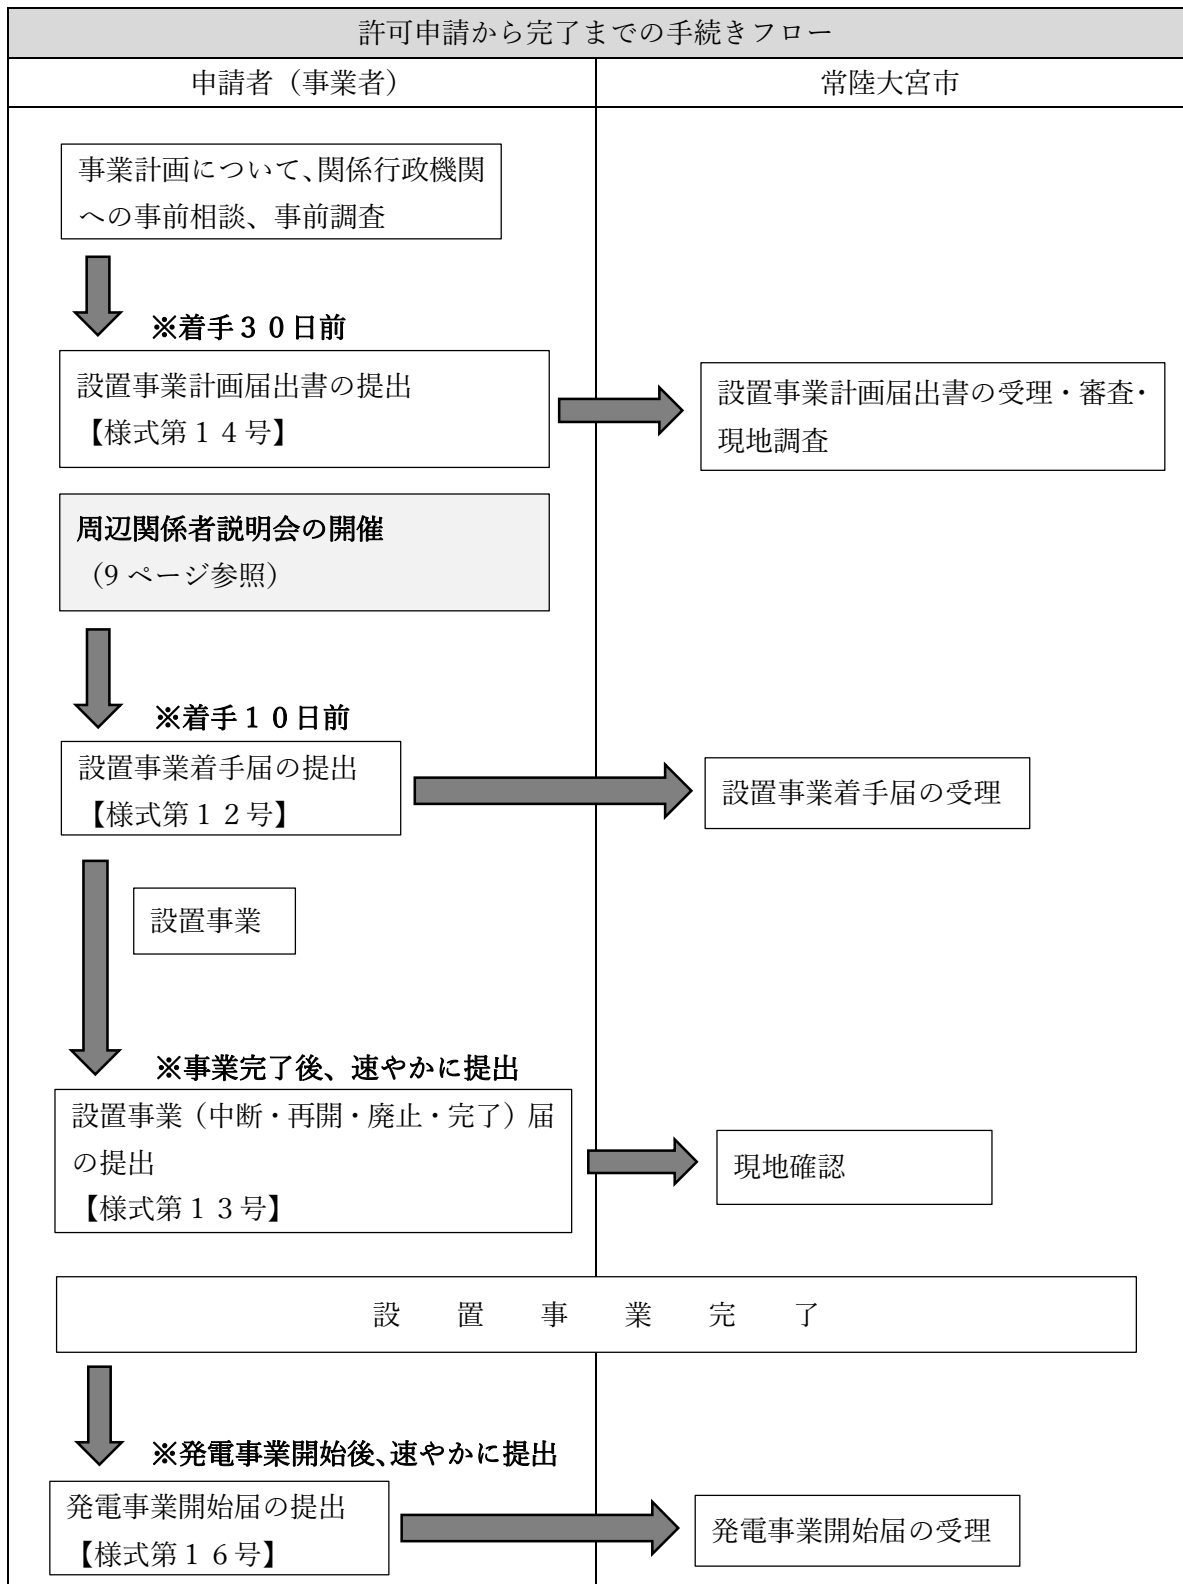 許可申請から完了までの手続きフロー
申請者（事業者）
常陸大宮市
事業計画について、関係行政機関
への事前相談、事前調査
※着手３０日前
設置事業計画届出書の提出
【様式第１４号】
設置事業計画届出書の受理・審査・
現地調査
周辺関係者説明会の開催
（9 ページ参照）
※着手１０日前
設置事業着手届の提出
【様式第１２号】
設置事業着手届の受理
設置事業
※事業完了後、速やかに提出
設置事業（中断・再開・廃止・完了）届
の提出
【様式第１３号】
現地確認
設　置　事　業　完　了
※発電事業開始後、速やかに提出
発電事業開始届の提出
【様式第１６号】
発電事業開始届の受理